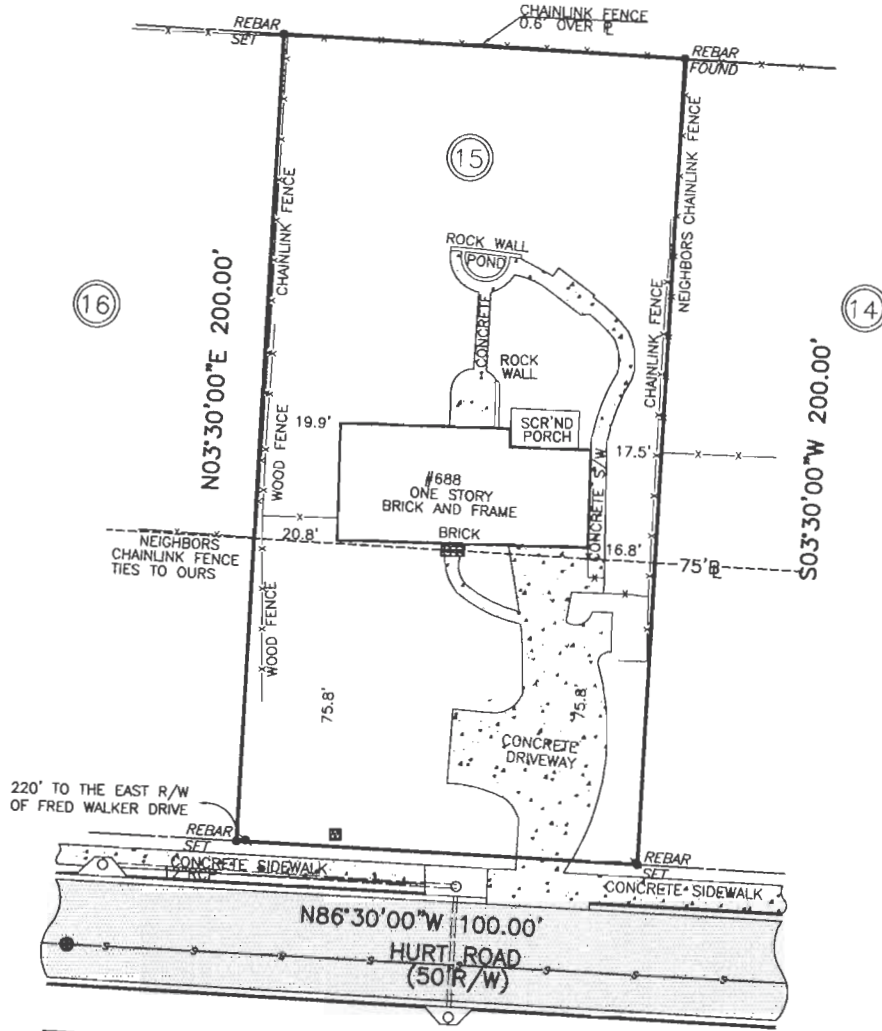 CHAINLINK FENCE
0.6' OVER ⅊
REBAR
SET
REBAR
FOUND
15
NEIGHBORS CHAINLINK FENCE
CHAINLINK FENCE
ROCK WALL
POND
16
14
N03°30'00"E 200.00'
CONCRETE
CHAINLINK FENCE
S03°30'00"W 200.00'
ROCK
WALL
19.9'
SCR'ND
PORCH
17.5'
WOOD FENCE
#688
ONE STORY
BRICK AND FRAME
CONCRETE S/W
BRICK
20.8'
16.8'
NEIGHBORS
CHAINLINK FENCE
TIES TO OURS
75'
WOOD FENCE
75.8'
75.8'
CONCRETE
DRIVEWAY
220' TO THE EAST R/W
OF FRED WALKER DRIVE
REBAR
SET
REBAR
SET
CONCRETE SIDEWALK
CONCRETE SIDEWALK
N86°30'00"W 100.00'
HURT ROAD
(50'R/W)
S S S S S S S